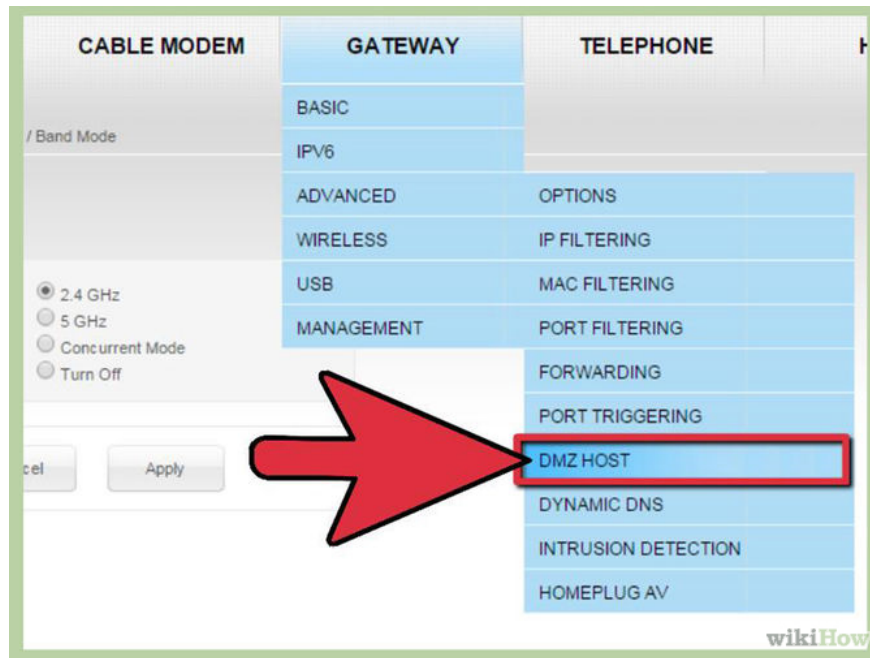 CABLE MODEM GATEWAY TELEPHONE
BASIC
/ Band Mode
IPV6
ADVANCED OPTIONS
WIRELESS IP FILTERING
USB MAC FILTERING
2.4 GHz
5 GHz
MANAGEMENT PORT FILTERING
Concurrent Mode
Turn Off
FORWARDING
PORT TRIGGERING
cel Apply DMZ HOST
DYNAMIC DNS
INTRUSION DETECTION
HOMEPLUG AV
wikiHow